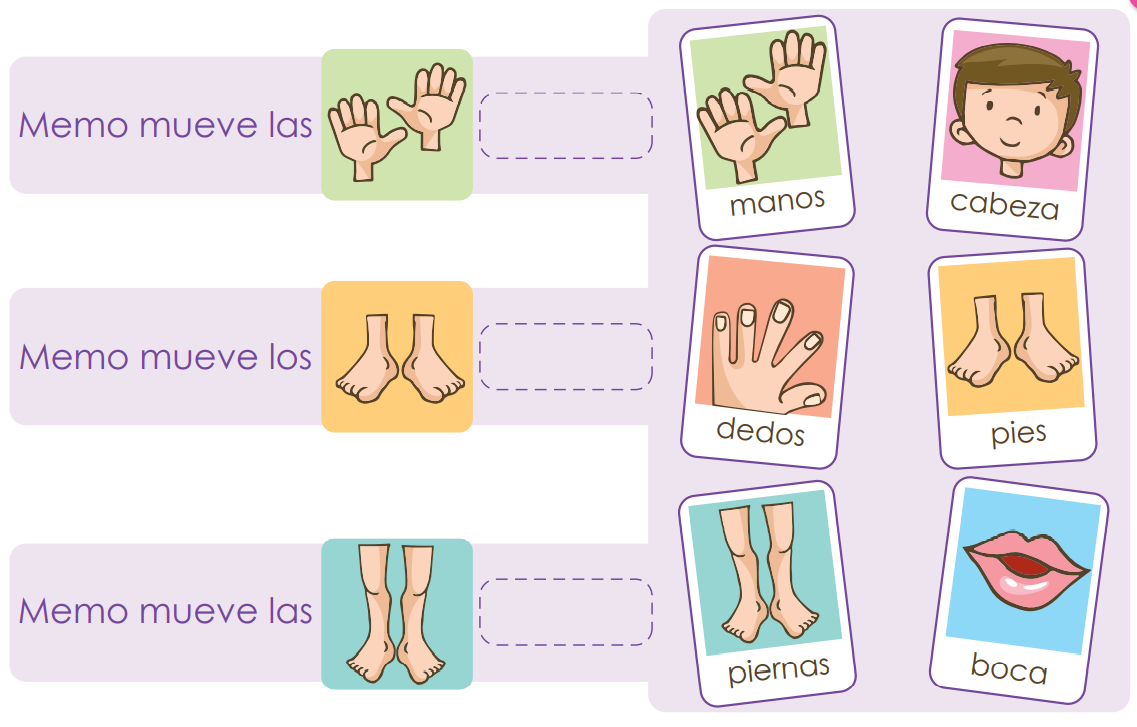 Memo mueve las
manos
cabeza
Memo mueve los
dedos
pies
Memo mueve las
piernas
boca